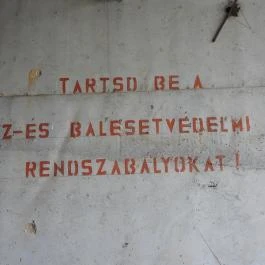 TARTSD BE A
Z-ES BALESETVEDELMI
RENDSZABALYOKAT!